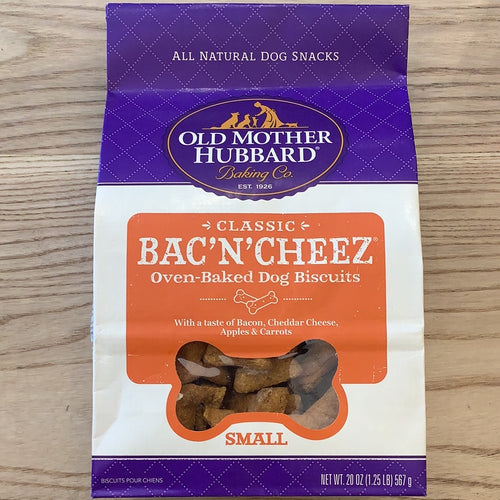 ALL NATURAL DOG SNACKS
OLD MOTHER
HUBBARD®
Baking Co.
EST. 1926
CLASSIC
BAC'N'CHEEZ®
Oven-Baked Dog Biscuits
With a taste of Bacon, Cheddar Cheese,
Apples & Carrots
SMALL
BISCUITS POUR CHIENS
NET WT. 20 OZ (1.25 LB) 567 g